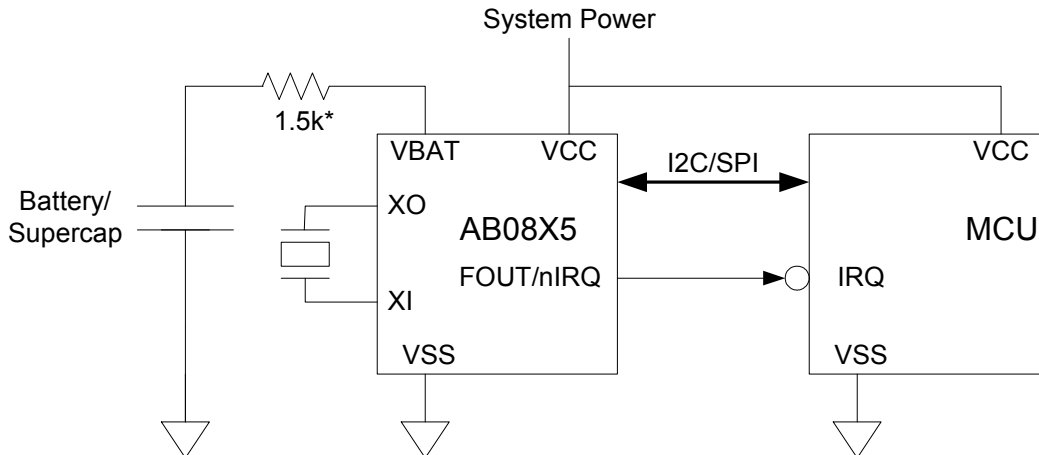 System Power
1.5k*
VBAT
VCC
I2C/SPI
VCC
Battery/
Supercap
XO
AB08X5
MCU
FOUT/nIRQ
IRQ
XI
VSS
VSS